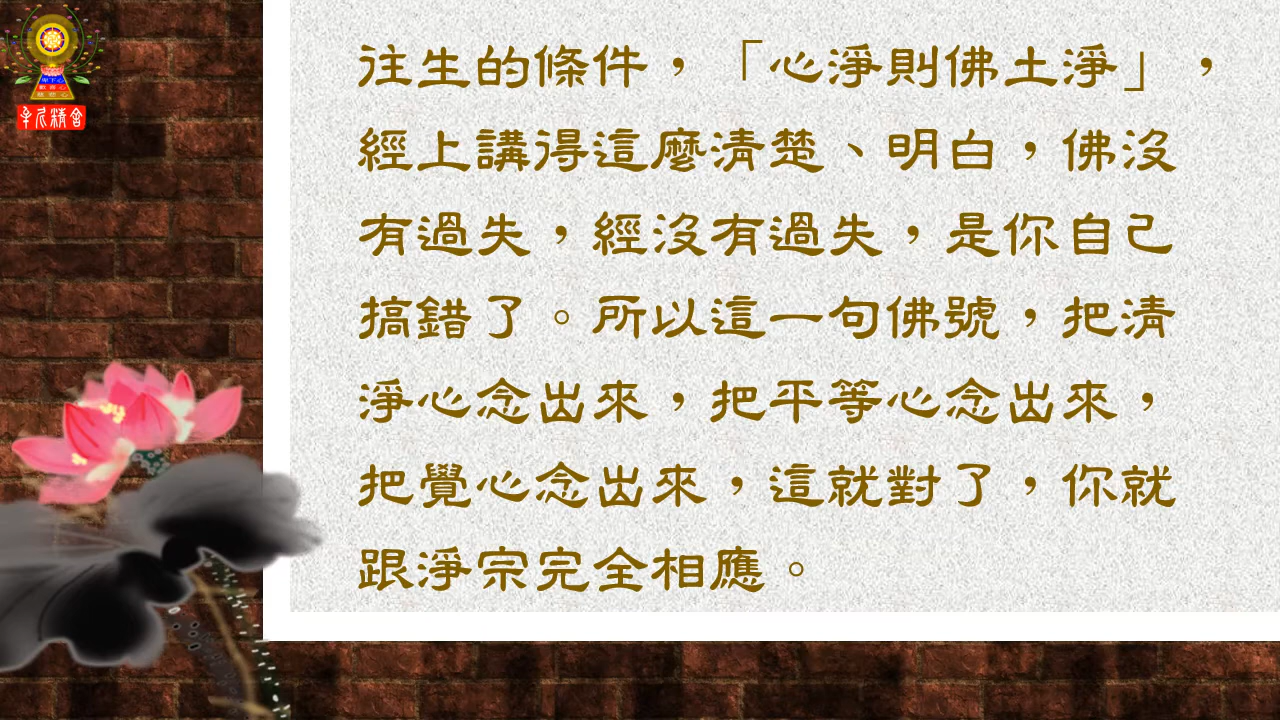 往生的條件，「心淨則佛土淨」，
經上講得這麼清楚、明白，佛沒
有過失，經沒有過失，是你自己
搞錯了。所以這一句佛號，把清
淨心念出來，把平等心念出來，
把覺心念出來，這就對了，你就
跟淨宗完全相應。